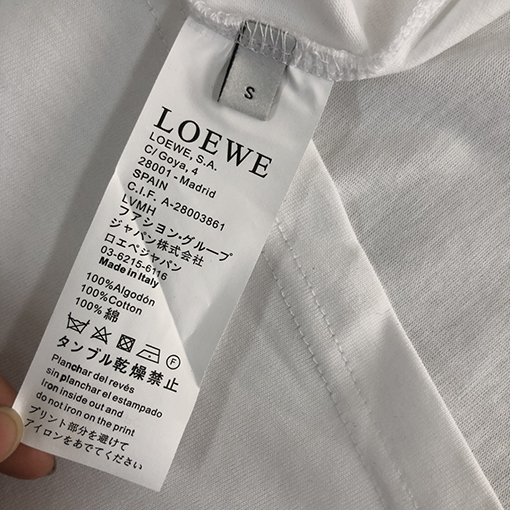 S
LOEWE
LOEWE, S.A.
C/ Goya, 4
28001 - Madrid
SPAIN
C.I.F. A-28003861
LVMH
ファション・グループ
ジャパン株式会社
ロエベジャパン
03-6215-6116
Made in Italy
100%Algodón
100%Cotton
100%綿
F
タンブル乾燥禁止
Planchar del revés
sin planchar el estampado
Iron inside out and
do not iron on the print
プリント部分を避けて
アイロンをあでてください